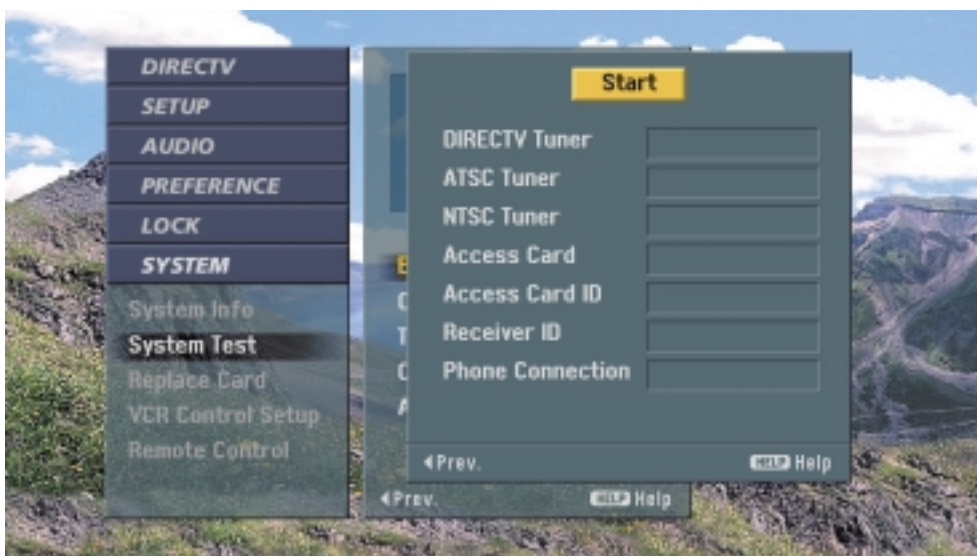 DIRECTV
SETUP
AUDIO
PREFERENCE
LOCK
SYSTEM
System Info
System Test
Replace Card
VCR Control Setup
Remote Control
Start
DIRECTV Tuner
ATSC Tuner
NTSC Tuner
Access Card
Access Card ID
Receiver ID
Phone Connection
Prev.
HELP Help
Prev.
HELP Help